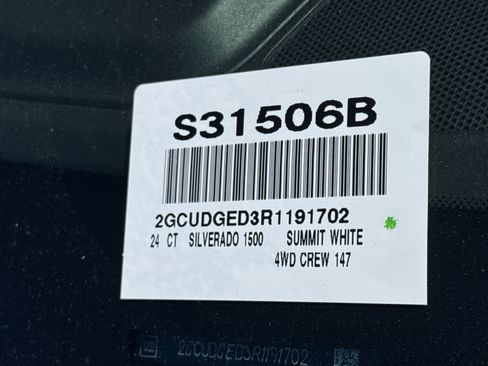 S31506B
2GCUDGED3R1191702
24 CT SILVERADO 1500 SUMMIT WHITE
4WD CREW 147
2GCUDGED3R1191702